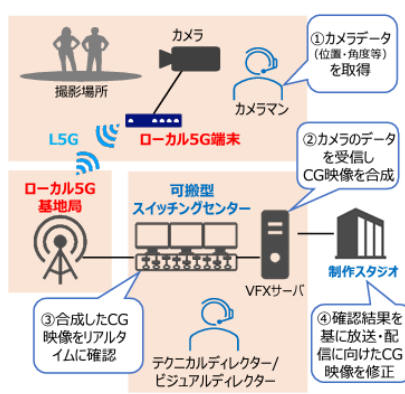 カメラ
撮影場所
①カメラデータ
(位置・角度等)
を取得
カメラマン
L5G
ローカル5G端末
②カメラのデータ
を受信し
CG映像を合成
ローカル5G
基地局
可搬型
スイッチングセンター
VFXサーバ
制作スタジオ
③合成したCG
映像をリアルタ
イムに確認
テクニカルディレクター/
ビジュアルディレクター
④確認結果を
基に放送・配
信に向けたCG
映像を修正